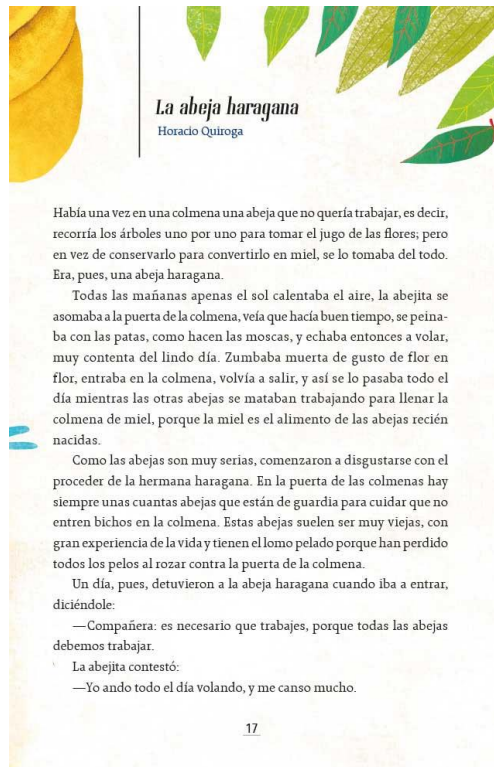 La abeja haragana
Horacio Quiroga
Había una vez en una colmena una abeja que no quería trabajar, es decir,
recorría los árboles uno por uno para tomar el jugo de las flores; pero
en vez de conservarlo para convertirlo en miel, se lo tomaba del todo.
Era, pues, una abeja haragana.
Todas las mañanas apenas el sol calentaba el aire, la abejita se
asomaba a la puerta de la colmena, veía que hacía buen tiempo, se peina-
ba con las patas, como hacen las moscas, y echaba entonces a volar,
muy contenta del lindo día. Zumbaba muerta de gusto de flor en
flor, entraba en la colmena, volvía a salir, y así se lo pasaba todo el
día mientras las otras abejas se mataban trabajando para llenar la
colmena de miel, porque la miel es el alimento de las abejas recién
nacidas.
Como las abejas son muy serias, comenzaron a disgustarse con el
proceder de la hermana haragana. En la puerta de las colmenas hay
siempre unas cuantas abejas que están de guardia para cuidar que no
entren bichos en la colmena. Estas abejas suelen ser muy viejas, con
gran experiencia de la vida y tienen el lomo pelado porque han perdido
todos los pelos al rozar contra la puerta de la colmena.
Un día, pues, detuvieron a la abeja haragana cuando iba a entrar,
diciéndole:
—Compañera: es necesario que trabajes, porque todas las abejas
debemos trabajar.
La abejita contestó:
—Yo ando todo el día volando, y me canso mucho.
17